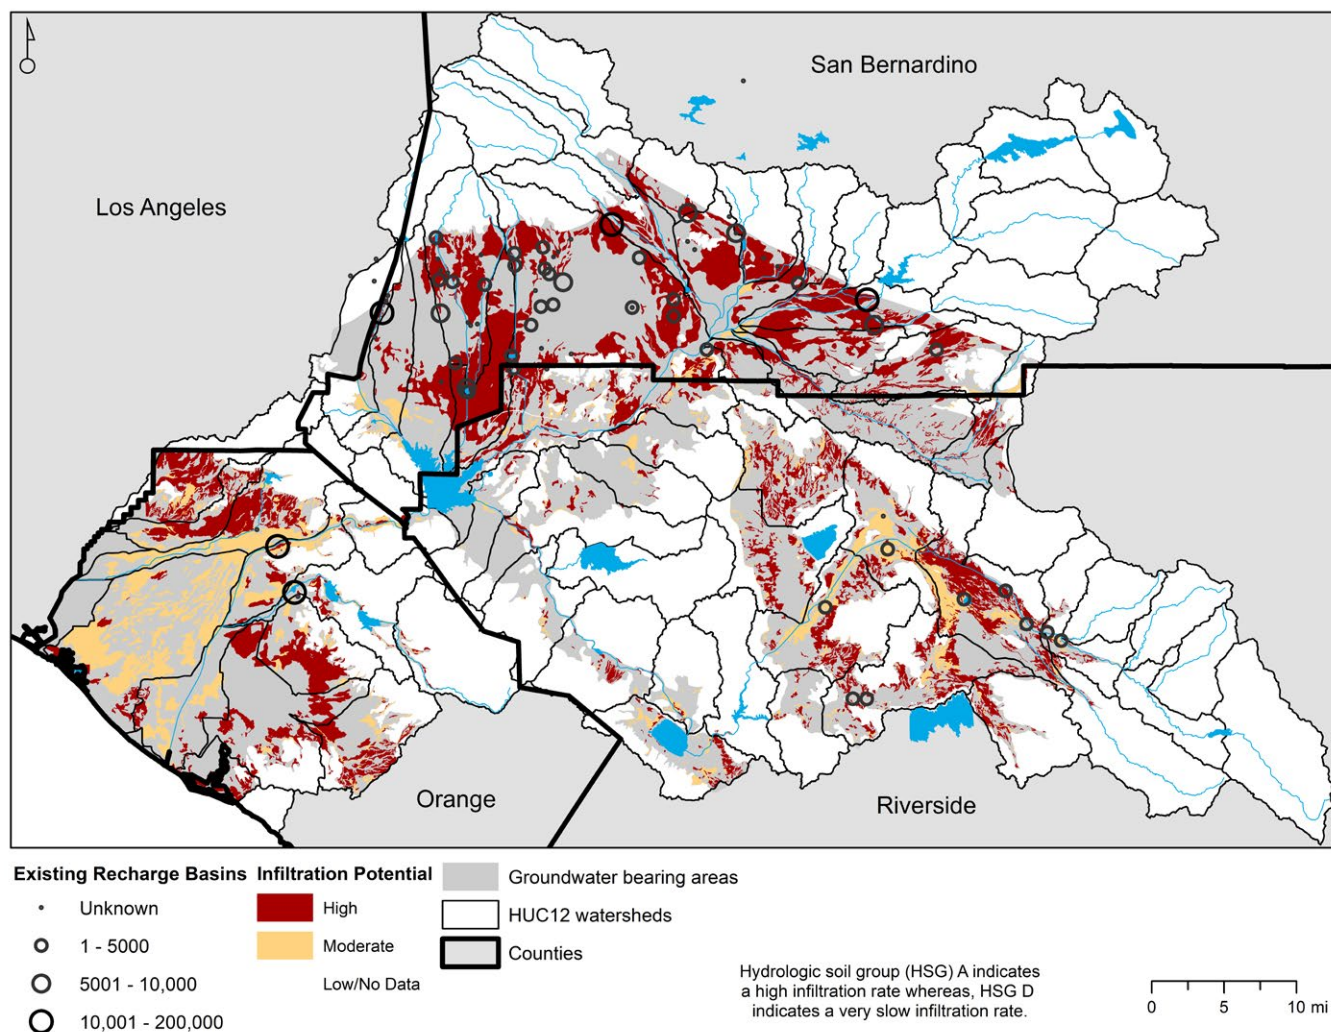 San Bernardino
Los Angeles
Orange
Riverside
Existing Recharge Basins
Unknown
1 - 5000
5001 - 10,000
10,001 - 200,000
Infiltration Potential
High
Moderate
Low/No Data
Groundwater bearing areas
HUC12 watersheds
Counties
Hydrologic soil group (HSG) A indicates
a high infiltration rate whereas, HSG D
indicates a very slow infiltration rate.
0 5 10 mi